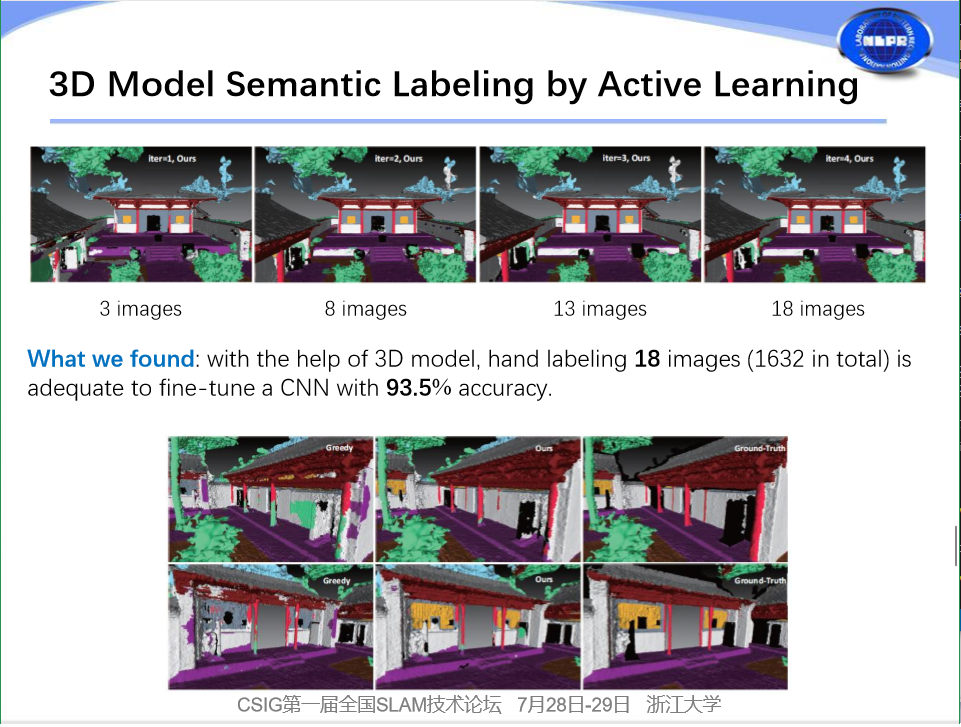 NLPR
3D Model Semantic Labeling by Active Learning
iter=1, Ours
iter=2, Ours
iter=3, Ours
iter=4, Ours
3 images
8 images
13 images
18 images
What we found: with the help of 3D model, hand labeling 18 images (1632 in total) is
adequate to fine-tune a CNN with 93.5% accuracy.
Greedy
Ours
Ground-Truth
Greedy
Ours
Ground-Truth
CSIG第一届全国SLAM技术论坛 7月28日-29日 浙江大学